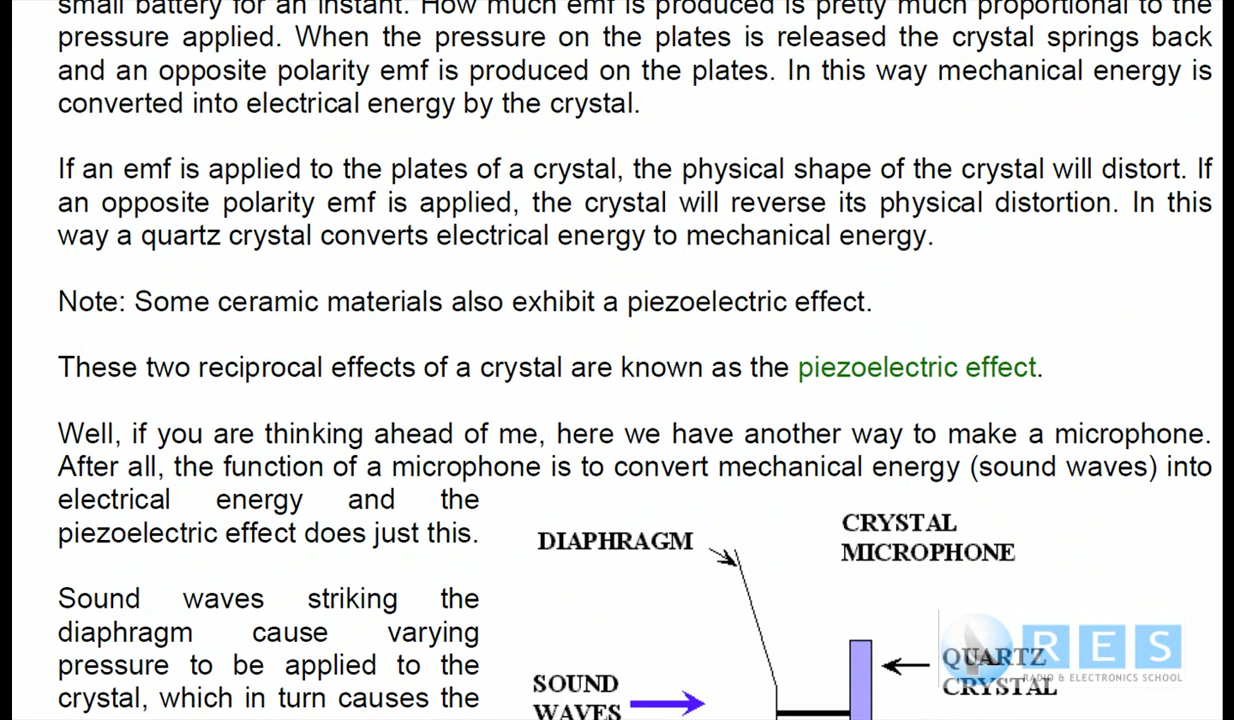 small battery for an instant. How much emf is produced is pretty much proportional to the
pressure applied. When the pressure on the plates is released the crystal springs back
and an opposite polarity emf is produced on the plates. In this way mechanical energy is
converted into electrical energy by the crystal.
If an emf is applied to the plates of a crystal, the physical shape of the crystal will distort. If
an opposite polarity emf is applied, the crystal will reverse its physical distortion. In this
way a quartz crystal converts electrical energy to mechanical energy.
Note: Some ceramic materials also exhibit a piezoelectric effect.
These two reciprocal effects of a crystal are known as the piezoelectric effect.
Well, if you are thinking ahead of me, here we have another way to make a microphone.
After all, the function of a microphone is to convert mechanical energy (sound waves) into
electrical energy and the
piezoelectric effect does just this.
Sound waves striking the
diaphragm cause varying
pressure to be applied to the
crystal, which in turn causes the
DIAPHRAGM
CRYSTAL
MICROPHONE
QUARTZ
CRYSTAL
SOUND
WAVES
RES
RADIO & ELECTRONICS SCHOOL